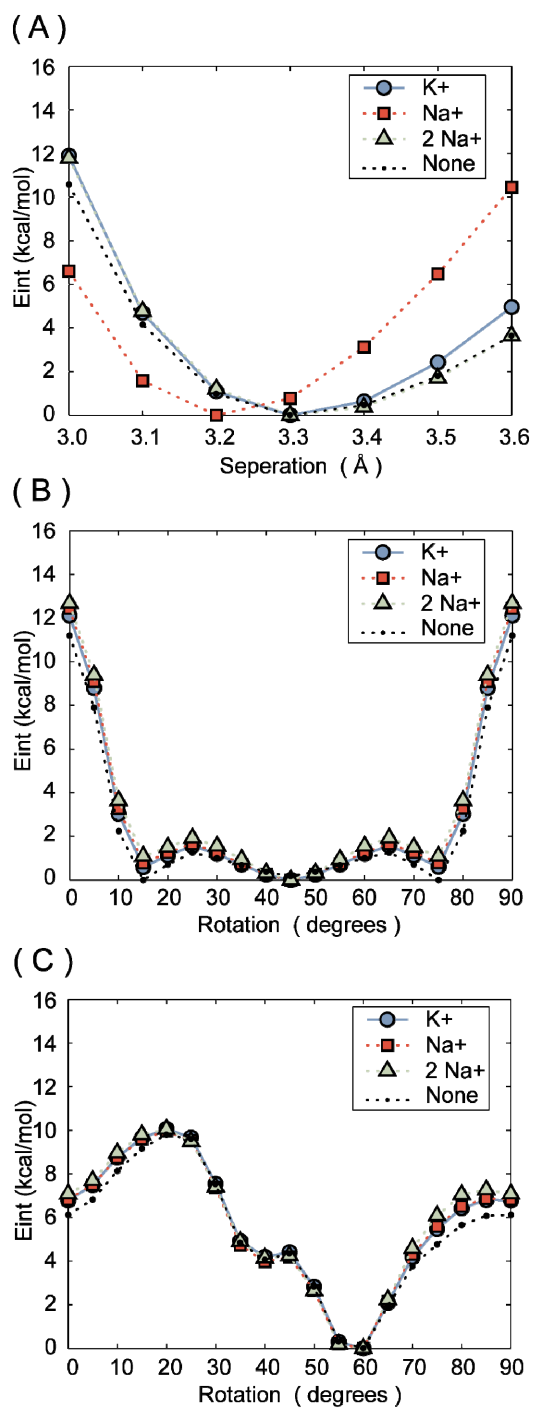 ( A )
16
14
12
10
8
6
4
2
0
Eint (kcal/mol)
K+
Na+
2 Na+
None
3.0 3.1 3.2 3.3 3.4 3.5 3.6
Seperation ( Å )
( B )
16
14
12
10
8
6
4
2
0
Eint (kcal/mol)
K+
Na+
2 Na+
None
0 10 20 30 40 50 60 70 80 90
Rotation ( degrees )
( C )
16
14
12
10
8
6
4
2
0
Eint (kcal/mol)
K+
Na+
2 Na+
None
0 10 20 30 40 50 60 70 80 90
Rotation ( degrees )